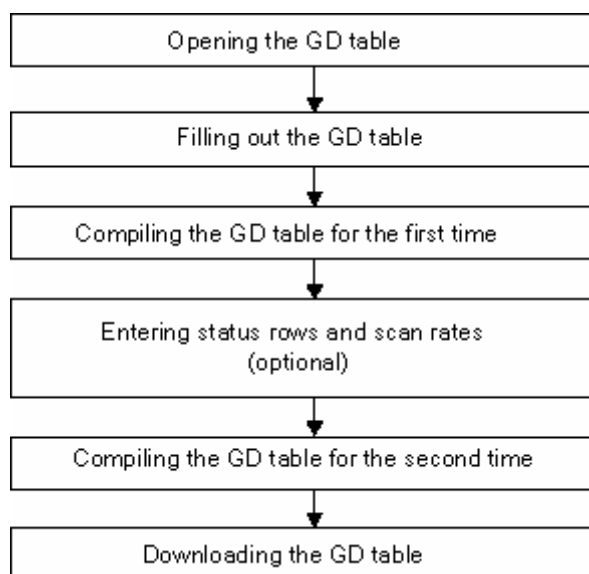 Opening the GD table
Filling out the GD table
Compiling the GD table for the first time
Entering status rows and scan rates
(optional)
Compiling the GD table for the second time
Downloading the GD table